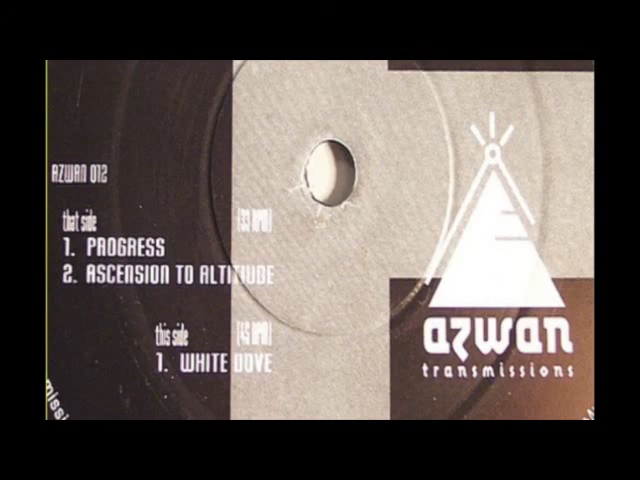 AZWAN 012
that side (33 RPM)
1. PROGRESS
2. ASCENSION TO ALTITUDE
this side (45 RPM)
1. WHITE DOVE
azwan
transmissions